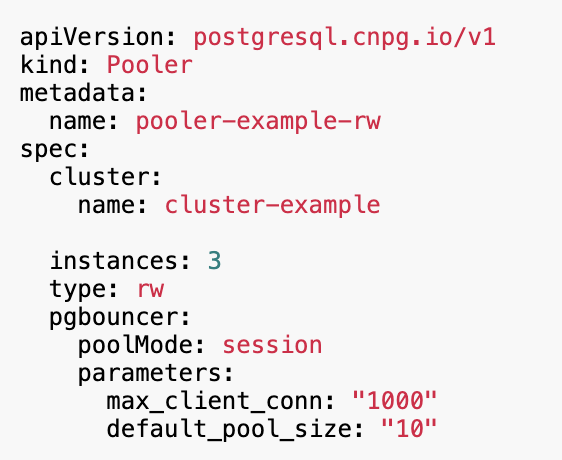 apiVersion: postgresql.cnpg.io/v1
kind: Pooler
metadata:
  name: pooler-example-rw
spec:
  cluster:
    name: cluster-example

  instances: 3
  type: rw
  pgbouncer:
    poolMode: session
    parameters:
      max_client_conn: "1000"
      default_pool_size: "10"